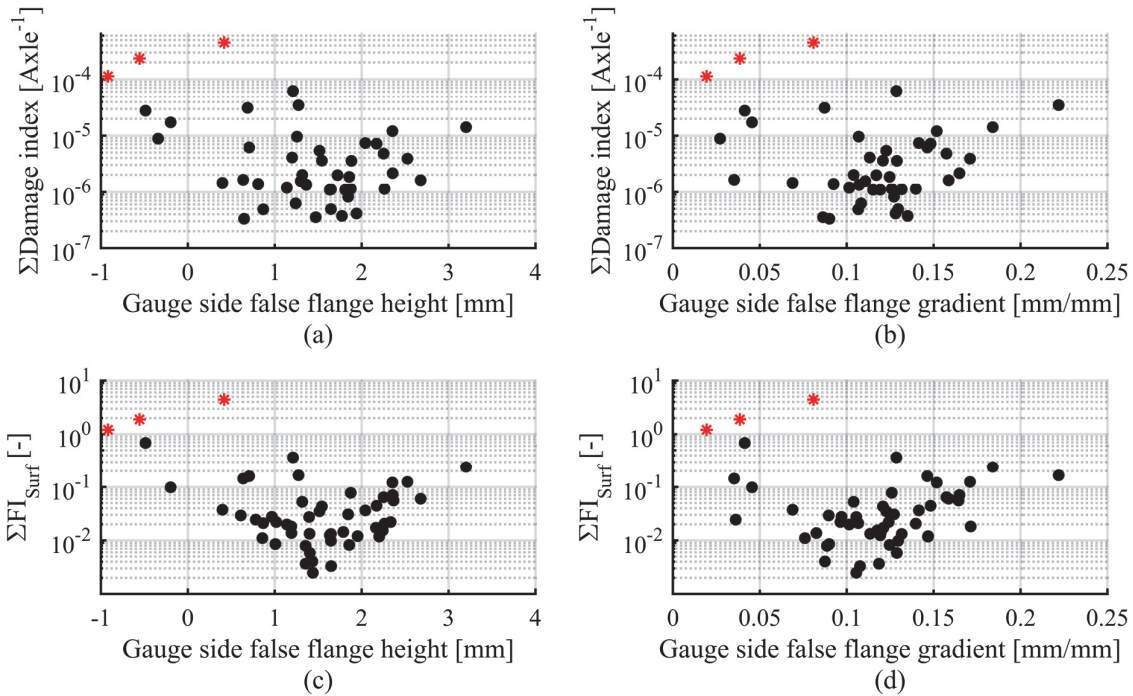 ΣDamage index [Axle⁻¹]
10⁻⁴
10⁻⁵
10⁻⁶
10⁻⁷
-1 0 1 2 3 4
Gauge side false flange height [mm]
(a)
ΣDamage index [Axle⁻¹]
10⁻⁴
10⁻⁵
10⁻⁶
10⁻⁷
0 0.05 0.1 0.15 0.2 0.25
Gauge side false flange gradient [mm/mm]
(b)
ΣFI_Surf [-]
10¹
10⁰
10⁻¹
10⁻²
-1 0 1 2 3 4
Gauge side false flange height [mm]
(c)
ΣFI_Surf [-]
10¹
10⁰
10⁻¹
10⁻²
0 0.05 0.1 0.15 0.2 0.25
Gauge side false flange gradient [mm/mm]
(d)